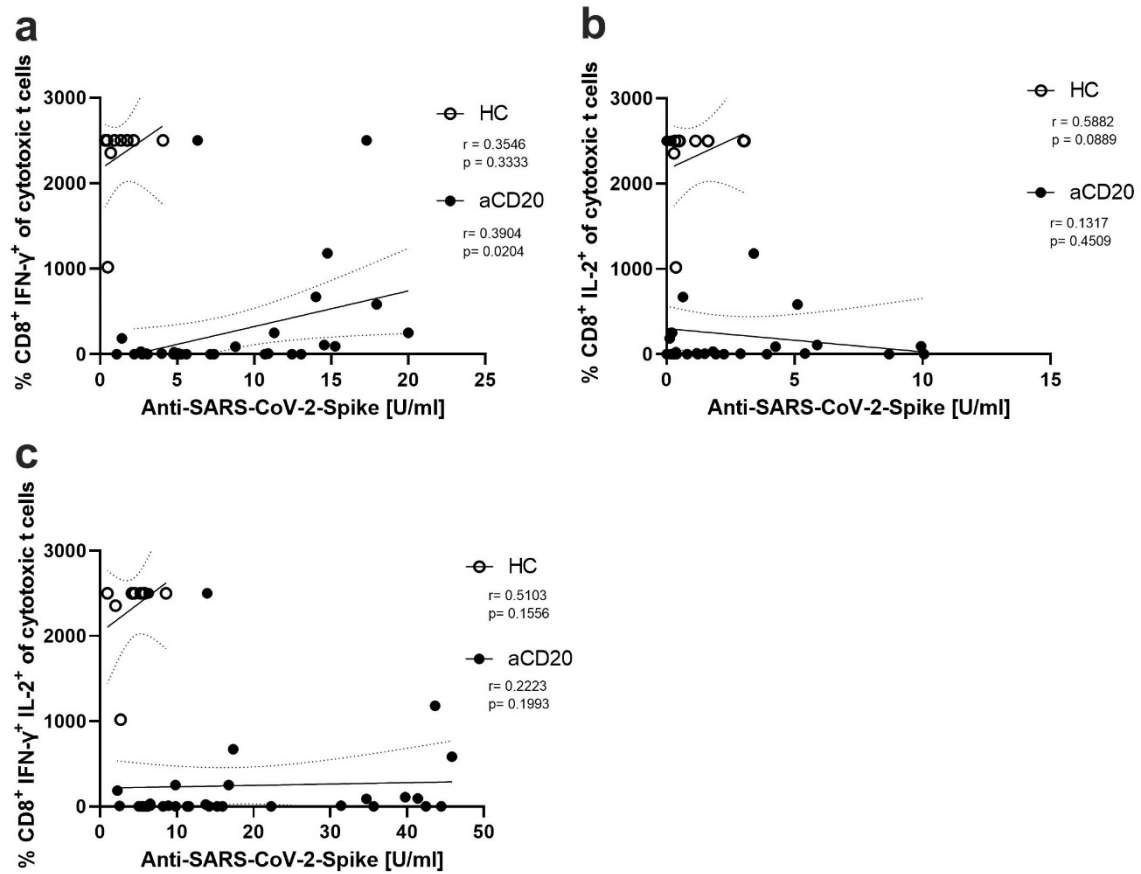 a
% CD8⁺ IFN-γ⁺ of cytotoxic t cells
3000
2000
1000
0
0 5 10 15 20 25
Anti-SARS-CoV-2-Spike [U/ml]
HC
r = 0.3546
p = 0.3333
aCD20
r= 0.3904
p= 0.0204
b
% CD8⁺ IL-2⁺ of cytotoxic t cells
3000
2000
1000
0
0 5 10 15
Anti-SARS-CoV-2-Spike [U/ml]
HC
r = 0.5882
p = 0.0889
aCD20
r= 0.1317
p= 0.4509
c
% CD8⁺ IFN-γ⁺ IL-2⁺ of cytotoxic t cells
3000
2000
1000
0
0 10 20 30 40 50
Anti-SARS-CoV-2-Spike [U/ml]
HC
r= 0.5103
p= 0.1556
aCD20
r= 0.2223
p= 0.1993